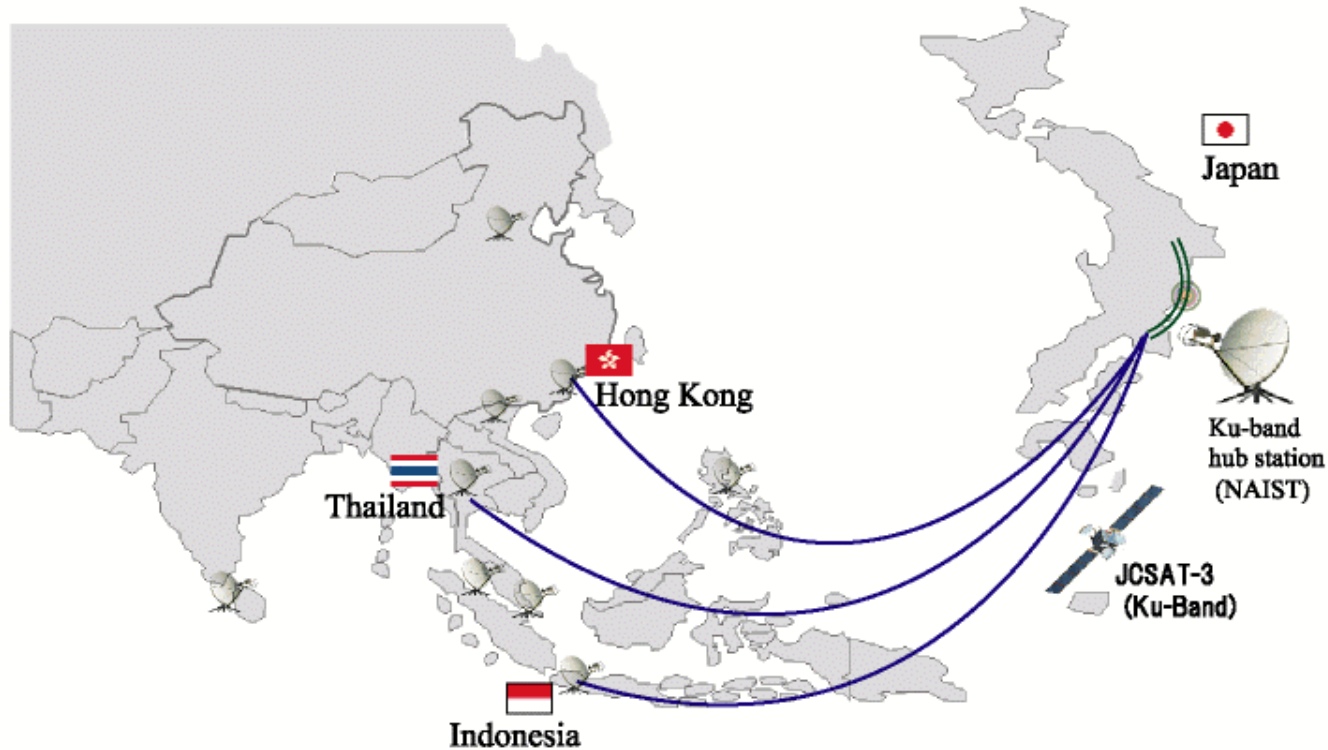 Japan
Hong Kong
Ku-band
hub station
(NAIST)
Thailand
JCSAT-3
(Ku-Band)
Indonesia